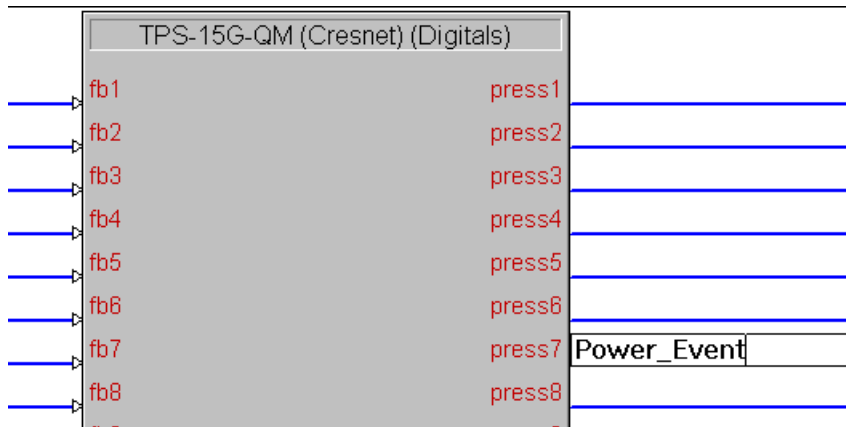 TPS-15G-QM (Cresnet) (Digitals)
fb1 press1
fb2 press2
fb3 press3
fb4 press4
fb5 press5
fb6 press6
fb7 press7 Power_Event
fb8 press8